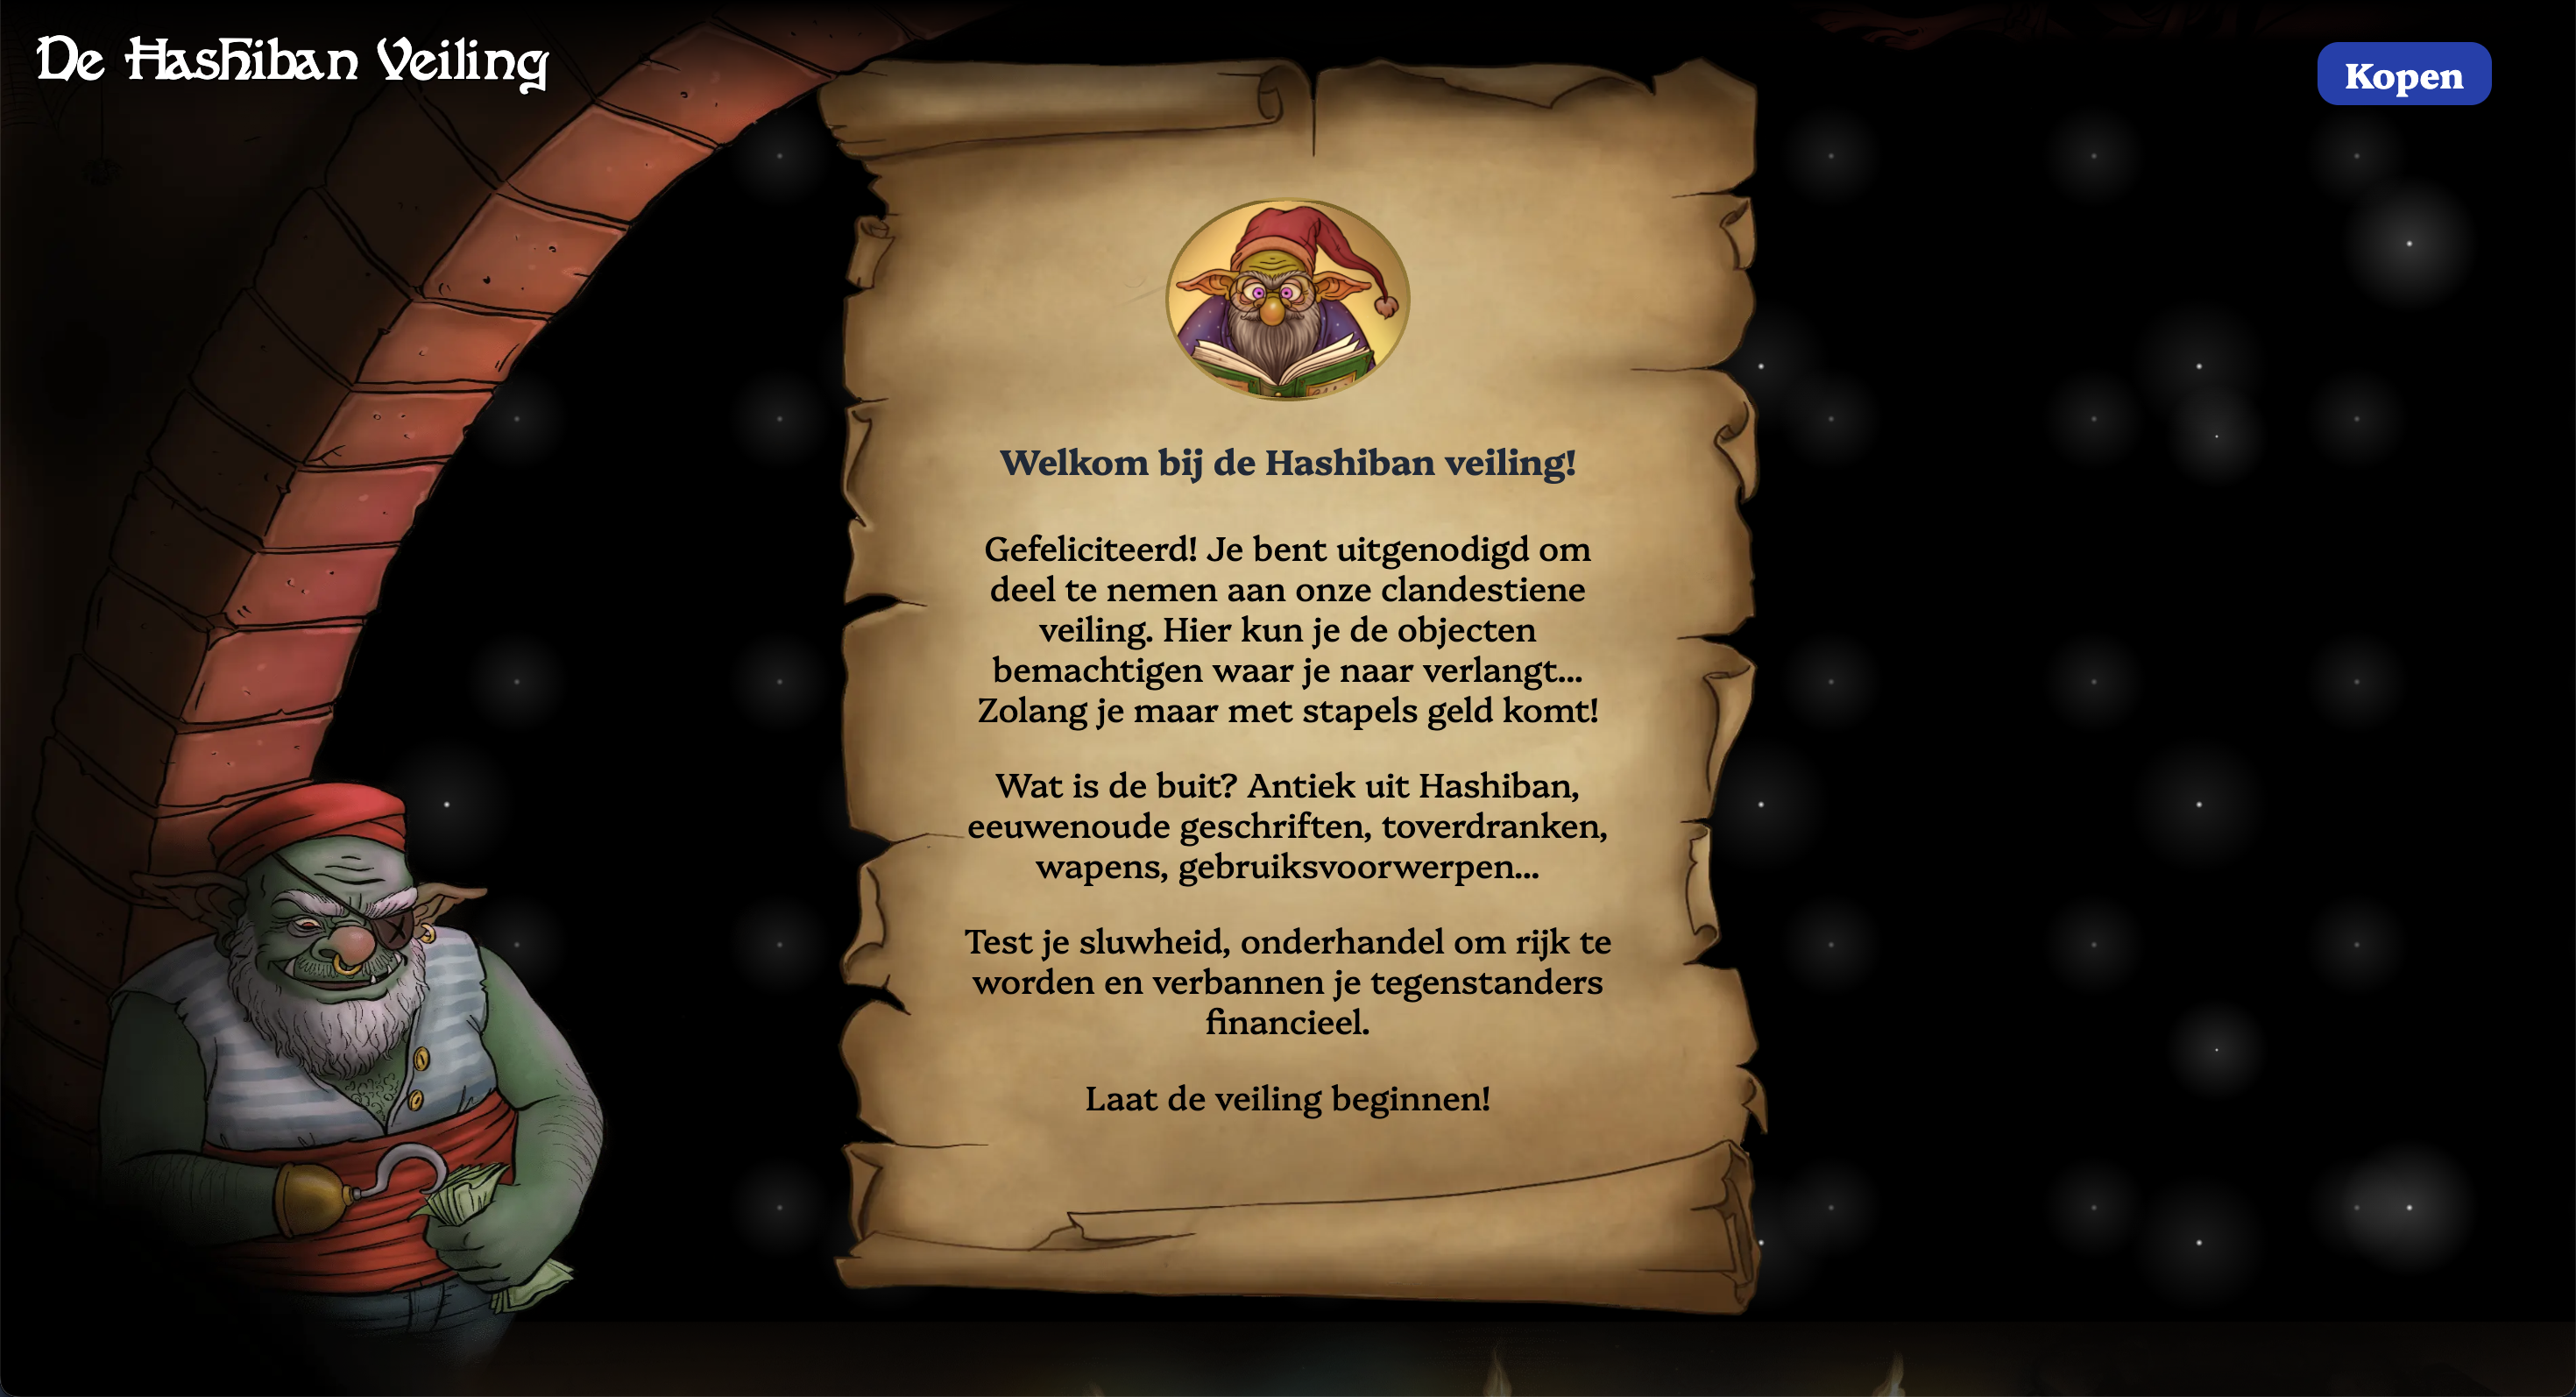 De Hashiban Veiling
Kopen
Welkom bij de Hashiban veiling!
Gefeliciteerd! Je bent uitgenodigd om
deel te nemen aan onze clandestiene
veiling. Hier kun je de objecten
bemachtigen waar je naar verlangt...
Zolang je maar met stapels geld komt!
Wat is de buit? Antiek uit Hashiban,
eeuwenoude geschriften, toverdranken,
wapens, gebruiksvoorwerpen...
Test je sluwheid, onderhandel om rijk te
worden en verbannen je tegenstanders
financieel.
Laat de veiling beginnen!